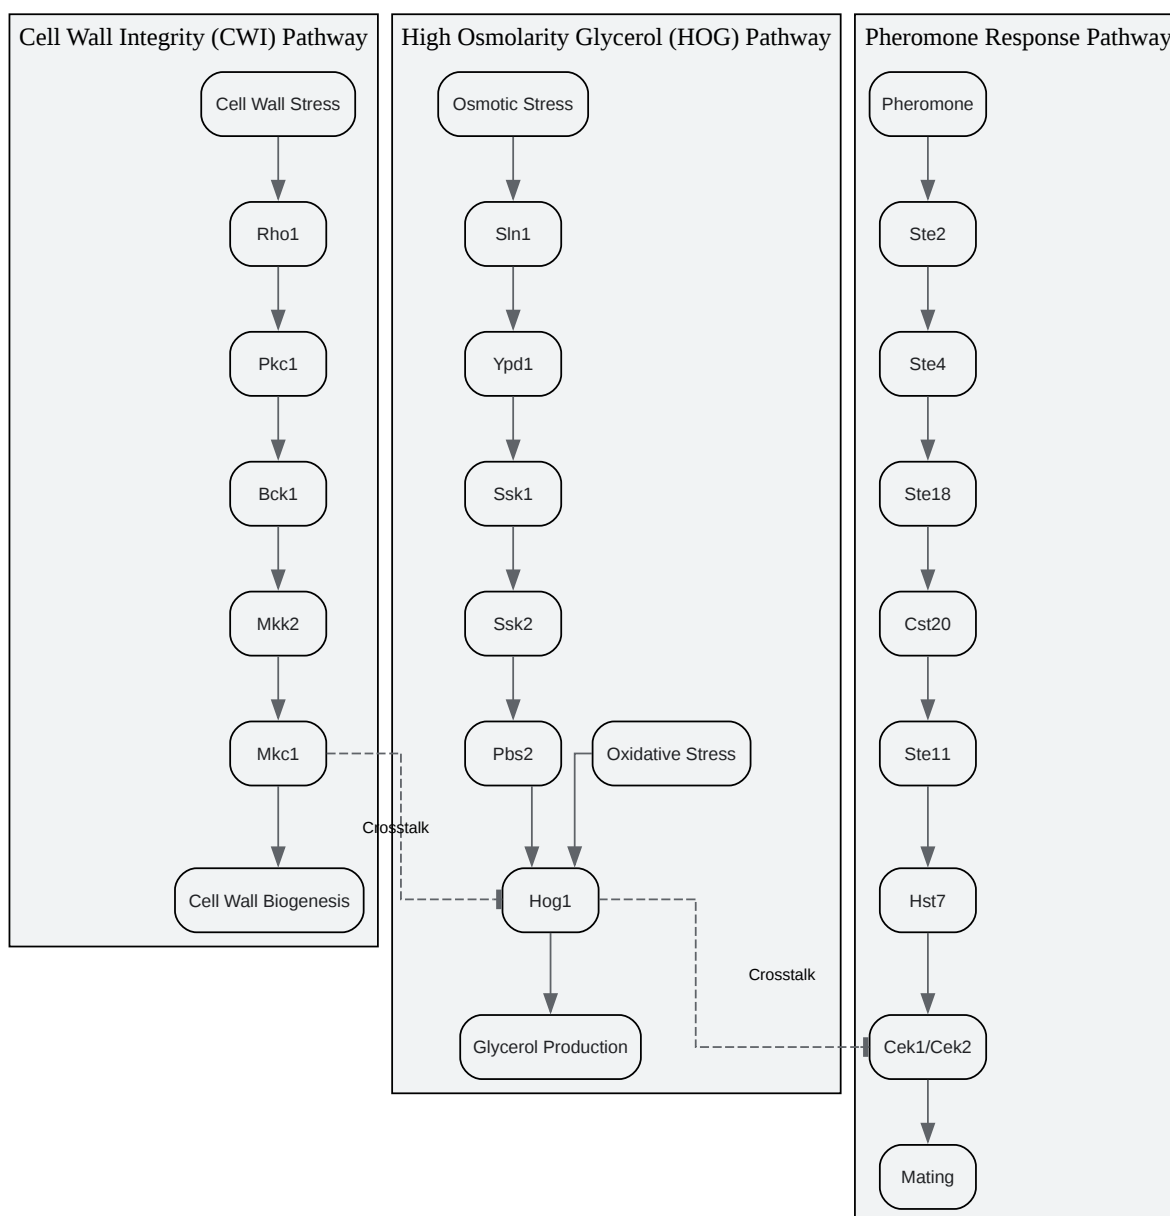 Cell Wall Integrity (CWI) Pathway
Cell Wall Stress
Rho1
Pkc1
Bck1
Mkk2
Mkc1
Crosstalk
Cell Wall Biogenesis
High Osmolarity Glycerol (HOG) Pathway
Osmotic Stress
Sln1
Ypd1
Ssk1
Ssk2
Pbs2
Oxidative Stress
Hog1
Crosstalk
Glycerol Production
Pheromone Response Pathway
Pheromone
Ste2
Ste4
Ste18
Cst20
Ste11
Hst7
Cek1/Cek2
Mating